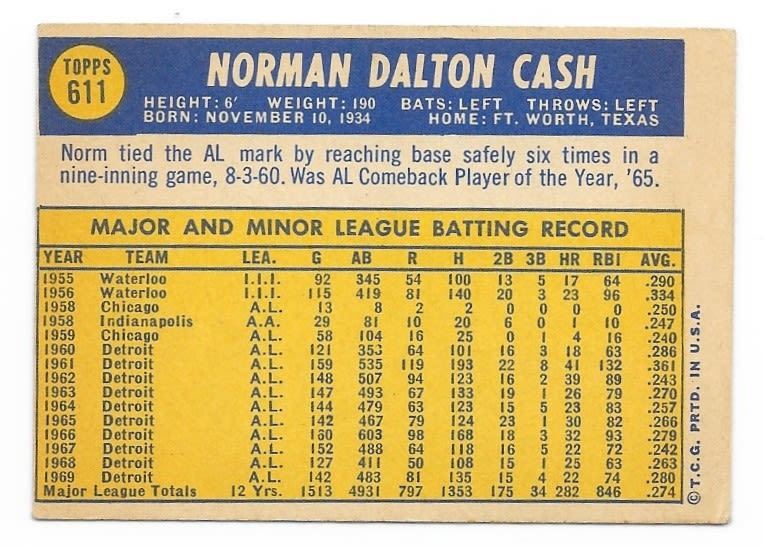 TOPPS
611
NORMAN DALTON CASH
HEIGHT: 6' WEIGHT: 190 BATS: LEFT THROWS: LEFT
BORN: NOVEMBER 10, 1934 HOME: FT. WORTH, TEXAS
Norm tied the AL mark by reaching base safely six times in a
nine-inning game, 8-3-60. Was AL Comeback Player of the Year, '65.
MAJOR AND MINOR LEAGUE BATTING RECORD
YEAR TEAM LEA. G AB R H 2B 3B HR RBI AVG.
1955 Waterloo I.I.I. 92 345 54 100 13 5 17 64 .290
1956 Waterloo I.I.I. 115 419 81 140 20 3 23 96 .334
1958 Chicago A.L. 13 8 2 2 0 0 0 0 .250
1958 Indianapolis A.A. 29 81 10 20 6 0 1 10 .247
1959 Chicago A.L. 58 104 16 25 0 1 4 16 .240
1960 Detroit A.L. 121 353 64 101 16 3 18 63 .286
1961 Detroit A.L. 159 535 119 193 22 8 41 132 .361
1962 Detroit A.L. 148 507 94 123 16 2 39 89 .243
1963 Detroit A.L. 147 493 67 133 19 1 26 79 .270
1964 Detroit A.L. 144 479 63 123 15 5 23 83 .257
1965 Detroit A.L. 142 467 79 124 23 1 30 82 .266
1966 Detroit A.L. 160 603 98 168 18 3 32 93 .279
1967 Detroit A.L. 152 488 64 118 16 5 22 72 .242
1968 Detroit A.L. 127 411 50 108 15 1 25 63 .263
1969 Detroit A.L. 142 483 81 135 15 4 22 74 .280
Major League Totals 12 Yrs. 1513 4931 797 1353 175 34 282 846 .274
© T.C.G. PRTD. IN U.S.A.